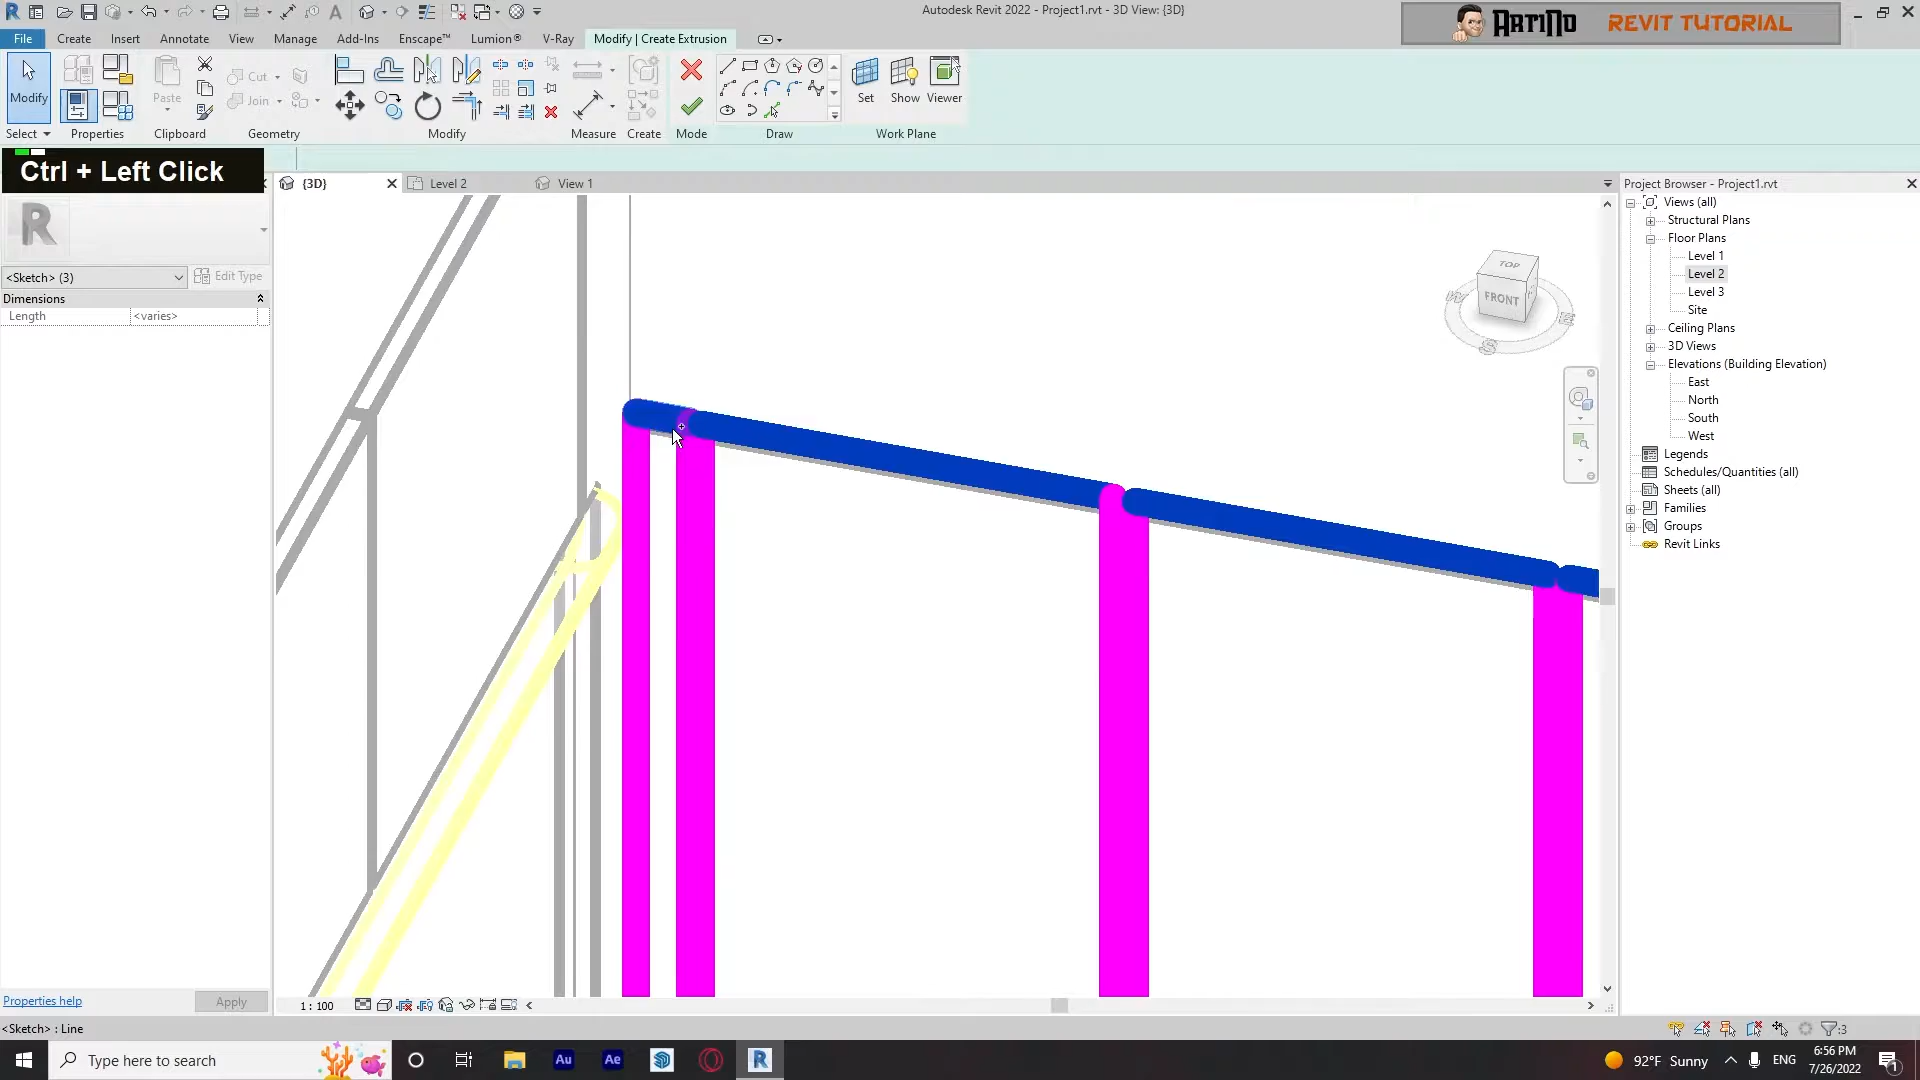 Autodesk Revit 2022 - Project1.rvt - 3D View: {3D}
ARTINO REVIT TUTORIAL
File Create Insert Annotate View Manage Add-Ins Enscape™ Lumion® V-Ray Modify | Create Extrusion
Modify Paste Cut Join Set Show Viewer
Select Properties Clipboard Geometry Modify Measure Create Mode Draw Work Plane
Ctrl + Left Click
{3D} Level 2 View 1
Project Browser - Project1.rvt
<Sketch> (3) Edit Type
Dimensions
Length <varies>
TOP
FRONT
W
S
Views (all)
Structural Plans
Floor Plans
Level 1
Level 2
Level 3
Site
Ceiling Plans
3D Views
Elevations (Building Elevation)
East
North
South
West
Legends
Schedules/Quantities (all)
Sheets (all)
Families
Groups
Revit Links
Properties help Apply
1 : 100
<Sketch> : Line
:3
Type here to search
Au Ae R
92°F Sunny
ENG
6:56 PM
7/26/2022
1